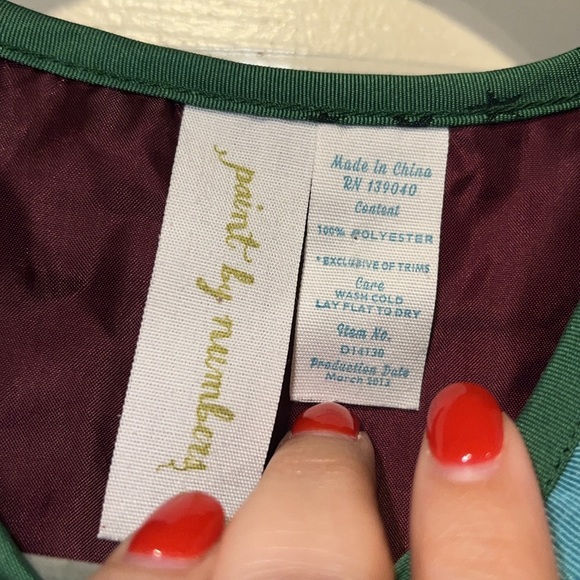 paint by numbers
Made in China
RN 139040
Content
100% POLYESTER
*EXCLUSIVE OF TRIMS
Care
WASH COLD
LAY FLAT TO DRY
Item No.
D14130
Production Date
March 2013